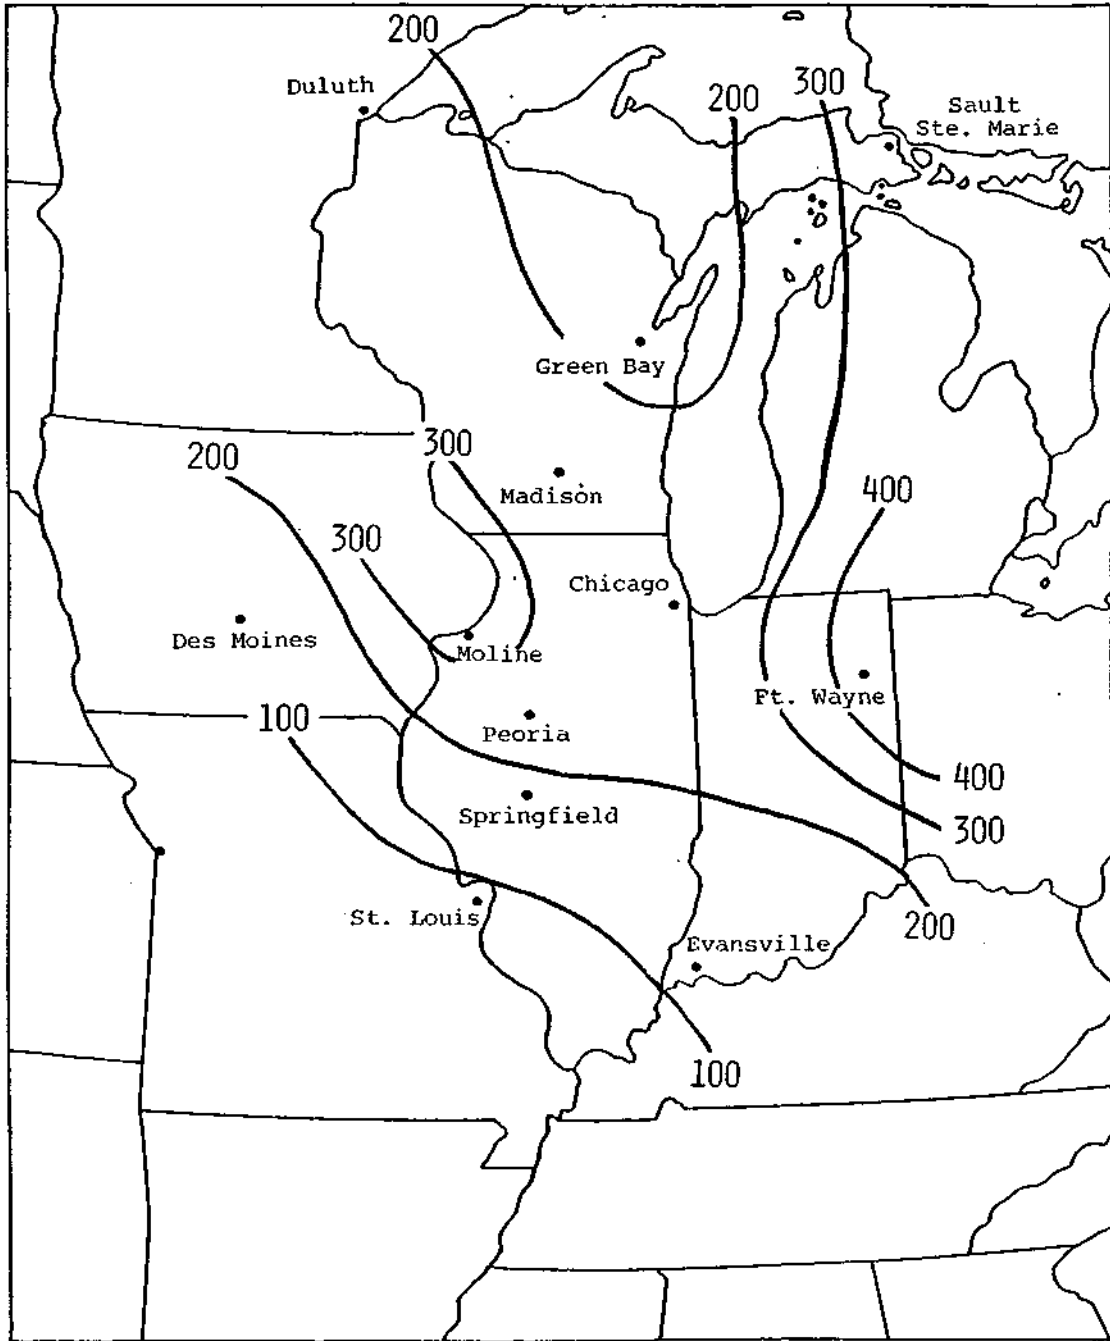 200
Duluth
300
200
Sault
Ste. Marie
Green Bay
300
200
Madison
400
300
Chicago
Des Moines
Moline
Ft. Wayne
100
Peoria
400
Springfield
300
St. Louis
200
Evansville
100